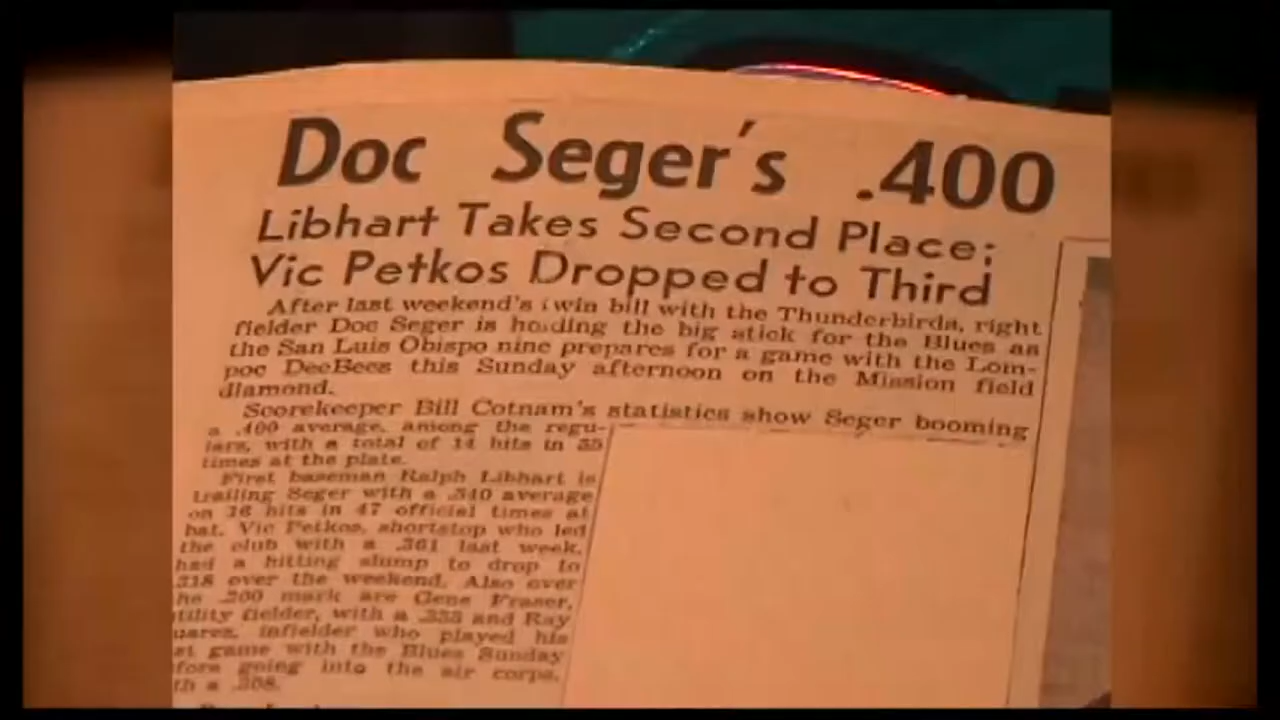 Doc Seger's .400
Libhart Takes Second Place;
Vic Petkos Dropped to Third
After last weekend's twin bill with the Thunderbirds, right
fielder Doc Seger is holding the big stick for the Blues as
the San Luis Obispo nine prepares for a game with the Lom-
poc DeeBees this Sunday afternoon on the Mission field
diamond.
Scorekeeper Bill Cotnam's statistics show Seger booming
a .400 average, among the regu-
lars, with a total of 14 hits in 35
times at the plate.
First baseman Ralph Libhart is
trailing Seger with a .340 average
on 16 hits in 47 official times at
bat. Vic Petkos, shortstop who led
the club with a .361 last week,
had a hitting slump to drop to
.318 over the weekend. Also over
he .300 mark are Gene Fraser,
tility fielder, with a .333 and Ray
uarez, infielder who played his
st game with the Blues Sunday
fore going into the air corps,
th a .308.